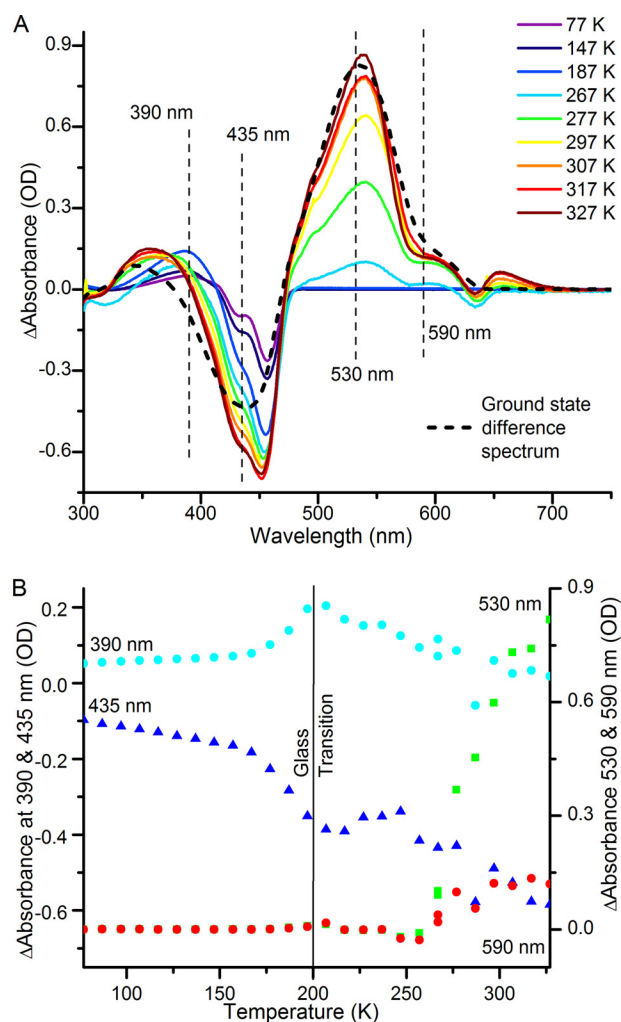 A
ΔAbsorbance (OD)
0.9
0.6
0.3
0.0
-0.3
-0.6
300
400
500
600
700
Wavelength (nm)
390 nm
435 nm
530 nm
590 nm
77 K
147 K
187 K
267 K
277 K
297 K
307 K
317 K
327 K
Ground state
difference
spectrum
B
ΔAbsorbance at 390 & 435 nm (OD)
0.2
0.0
-0.2
-0.4
-0.6
390 nm
435 nm
Glass
Transition
530 nm
590 nm
0.9
0.6
0.3
0.0
ΔAbsorbance 530 & 590 nm (OD)
100
150
200
250
300
Temperature (K)